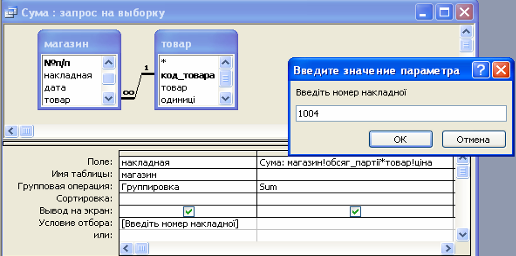 Сума : запрос на выборку
магазин
№п/п
накладная
дата
товар
1
∞
товар
*
код_товара
товар
одиниці
Введите значение параметра
Введіть номер накладної
1004
ОК
Отмена
Поле: накладная Сума: магазин!обсяг_партії*товар!ціна
Имя таблицы: магазин
Групповая операция: Группировка Sum
Сортировка:
Вывод на экран:
Условие отбора: [Введіть номер накладної]
или: